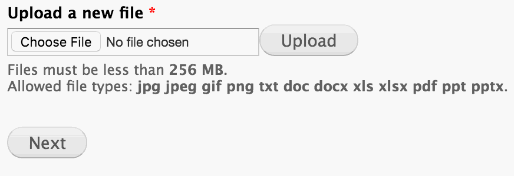 Upload a new file *
Choose File No file chosen Upload
Files must be less than 256 MB.
Allowed file types: jpg jpeg gif png txt doc docx xls xlsx pdf ppt pptx.
Next